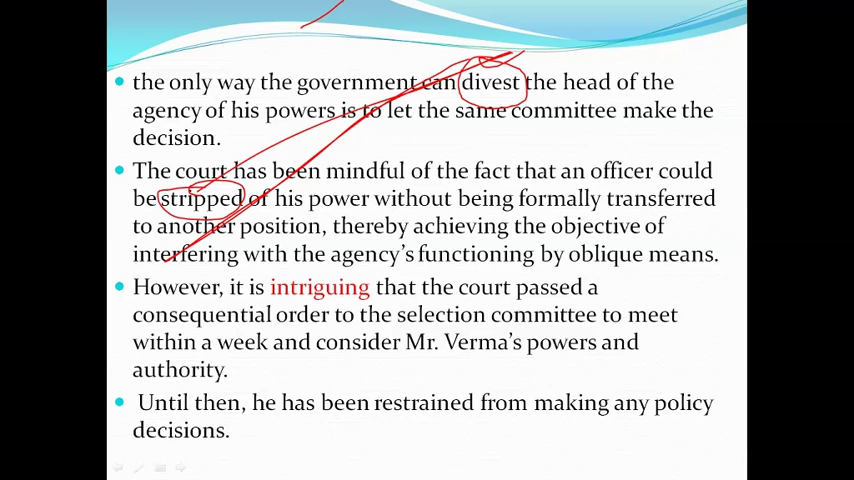 the only way the government can divest the head of the
agency of his powers is to let the same committee make the
decision.
The court has been mindful of the fact that an officer could
be stripped of his power without being formally transferred
to another position, thereby achieving the objective of
interfering with the agency's functioning by oblique means.
However, it is intriguing that the court passed a
consequential order to the selection committee to meet
within a week and consider Mr. Verma's powers and
authority.
Until then, he has been restrained from making any policy
decisions.